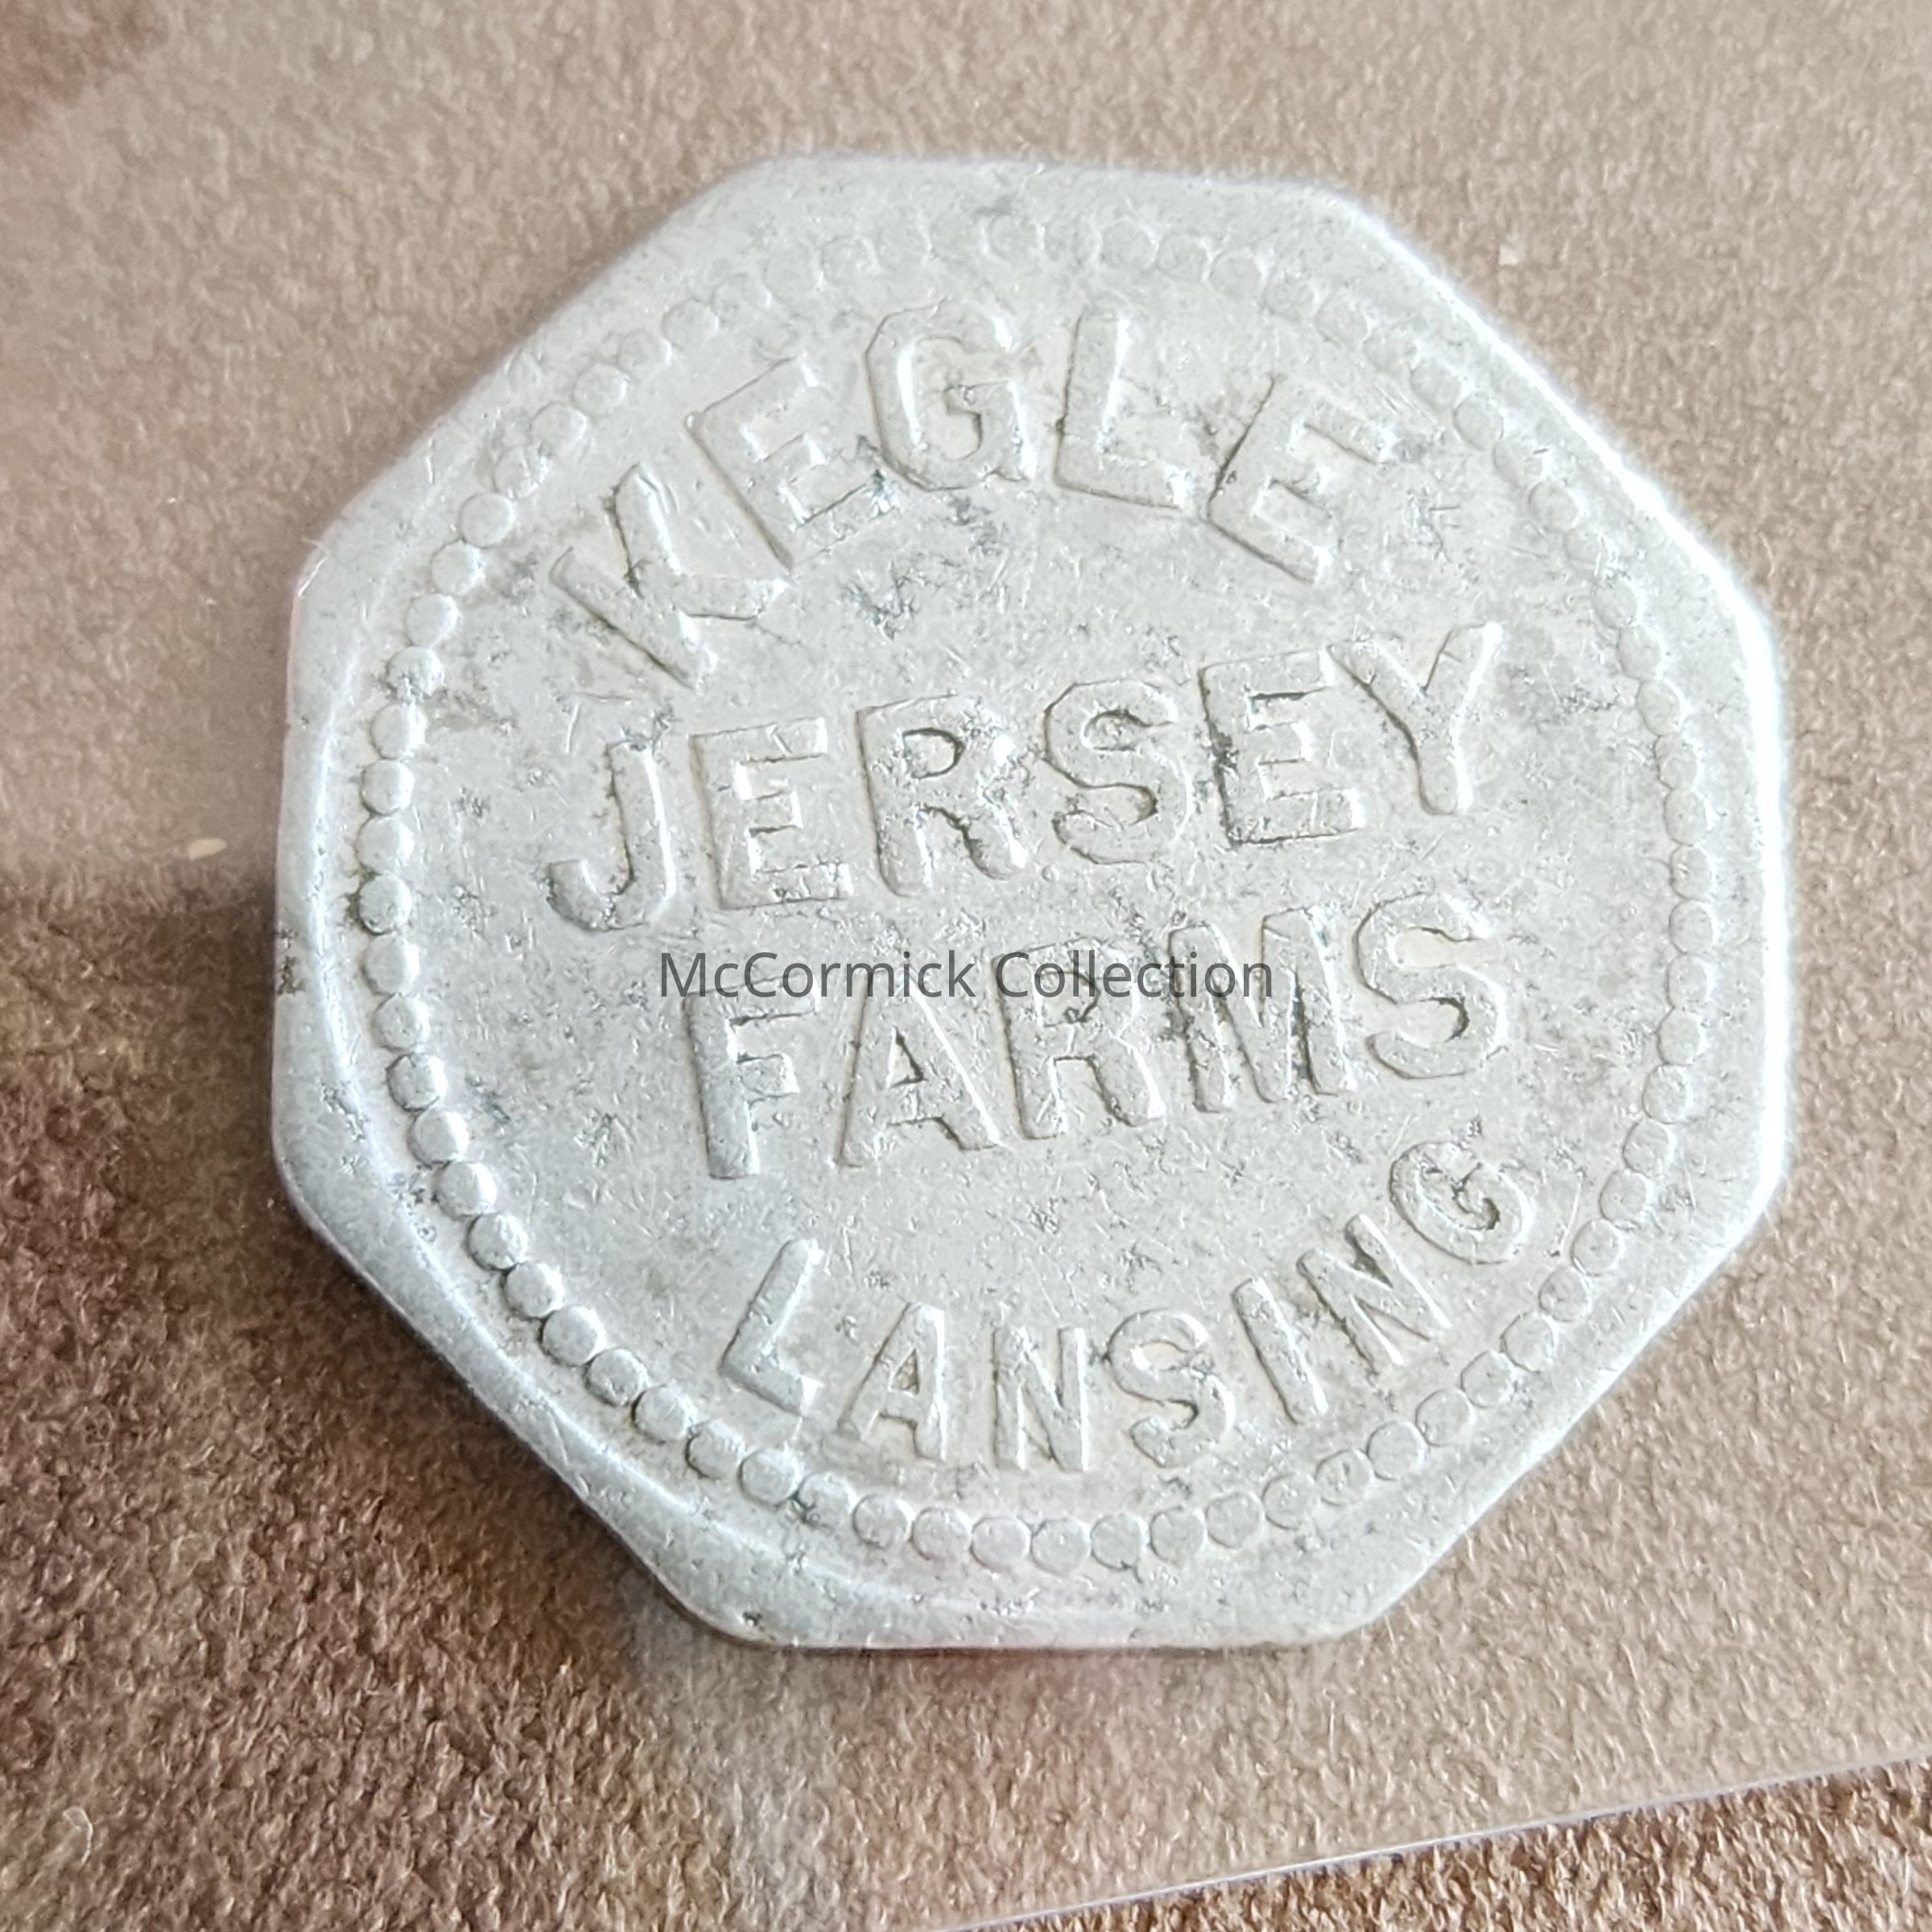 KEGLE
JERSEY
McCormick Collection
FARMS
LANSING